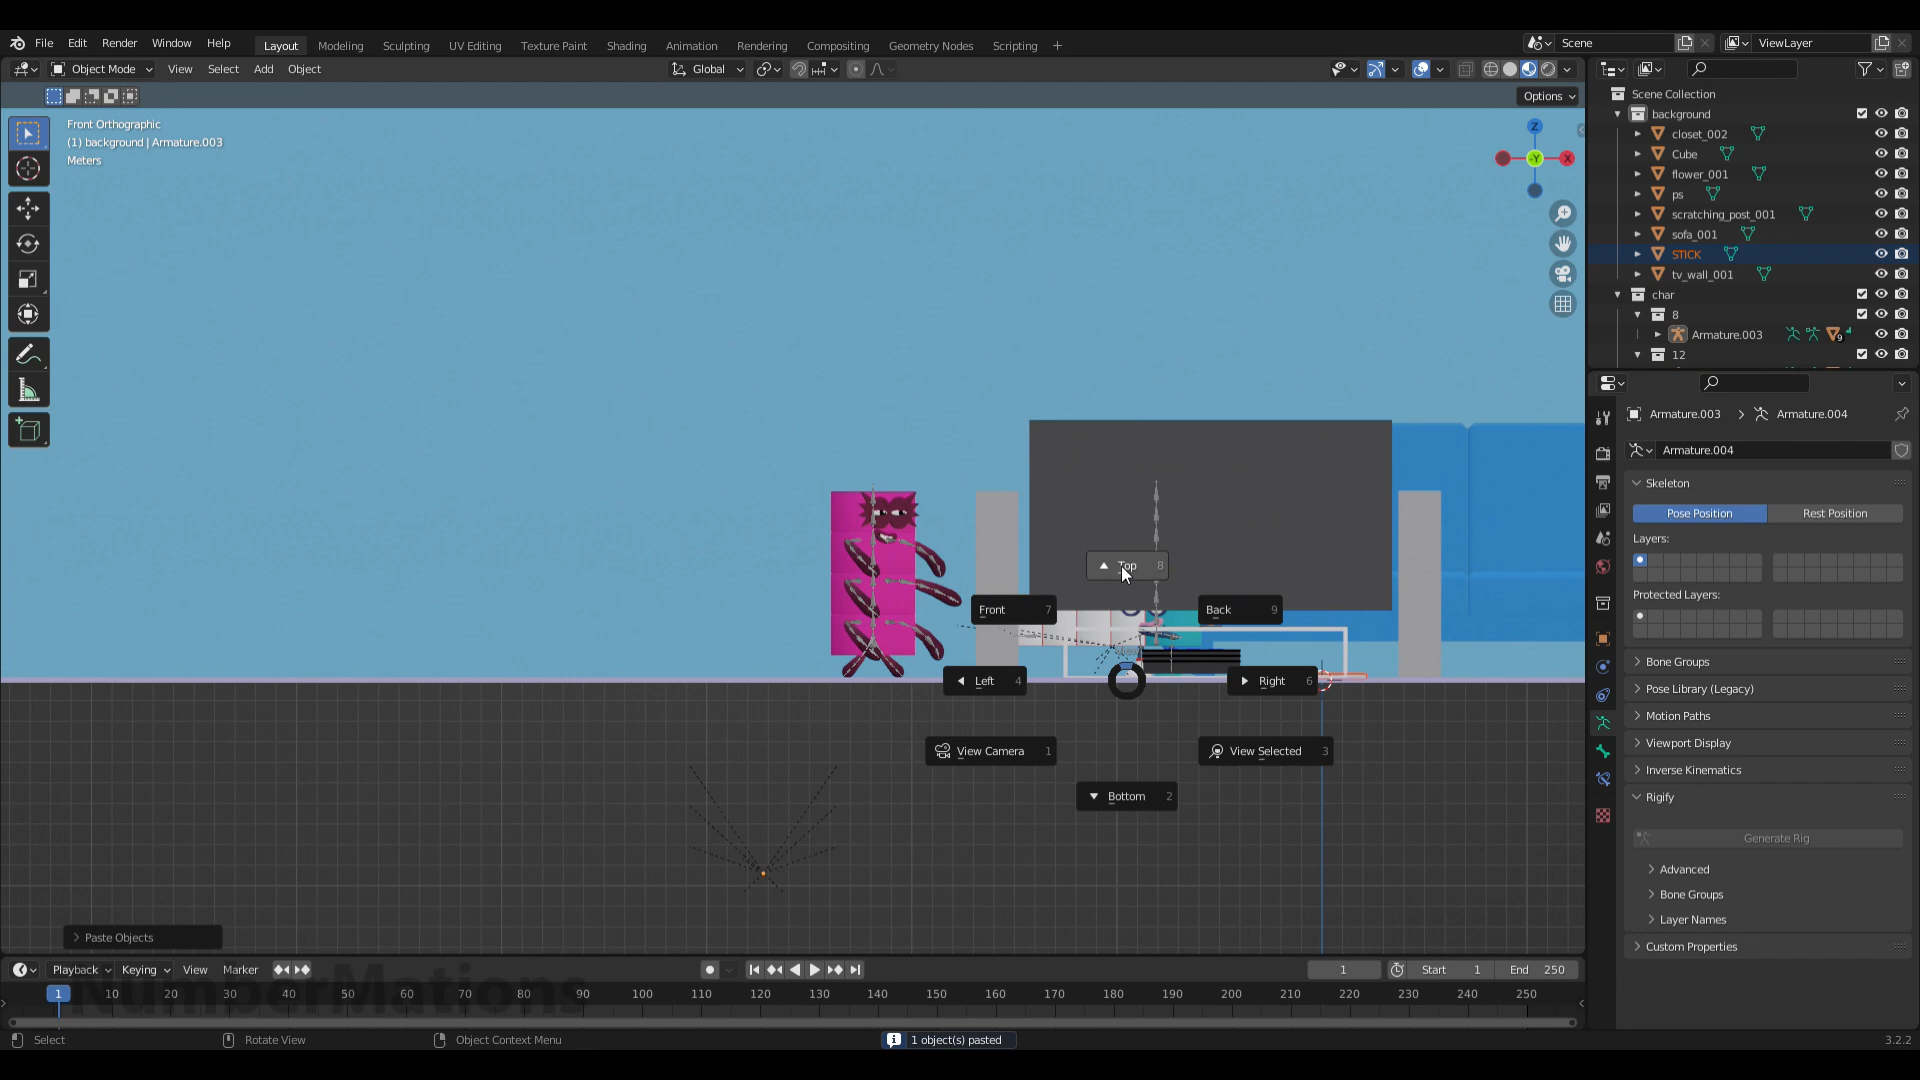 File Edit Render Window Help Layout Modeling Sculpting UV Editing Texture Paint Shading Animation Rendering Compositing Geometry Nodes Scripting + Scene ViewLayer
Object Mode View Select Add Object Global
Options
Front Orthographic
(1) background | Armature.003
Meters
Z
-Y
X
Scene Collection
background
closet_002
Cube
flower_001
ps
scratching_post_001
sofa_001
STICK
tv_wall_001
char
8
Armature.003 9
12
Armature.003 > Armature.004
Armature.004
Skeleton
Pose Position Rest Position
Layers:
Protected Layers:
Bone Groups
Pose Library (Legacy)
Motion Paths
Viewport Display
Inverse Kinematics
Rigify
Generate Rig
Advanced
Bone Groups
Layer Names
Custom Properties
Top 8
Front 7
Back 9
Left 4
Right 6
View Camera 1
View Selected 3
Bottom 2
Paste Objects
Playback Keying View Marker 1 Start 1 End 250
1 10 20 30 40 50 60 70 80 90 100 110 120 130 140 150 160 170 180 190 200 210 220 230 240 250
NumberMotions
Select Rotate View Object Context Menu 1 object(s) pasted 3.2.2